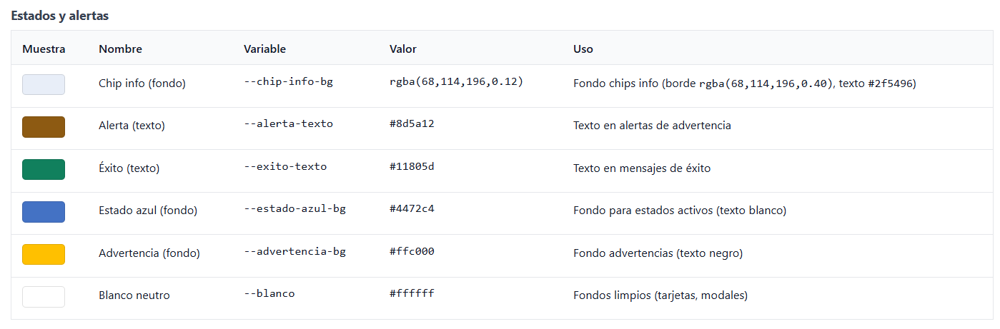 Estados y alertas
Muestra Nombre Variable Valor Uso
Chip info (fondo) --chip-info-bg rgba(68,114,196,0.12) Fondo chips info (borde rgba(68,114,196,0.40), texto #2f5496)
Alerta (texto) --alerta-texto #8d5a12 Texto en alertas de advertencia
Éxito (texto) --exito-texto #11805d Texto en mensajes de éxito
Estado azul (fondo) --estado-azul-bg #4472c4 Fondo para estados activos (texto blanco)
Advertencia (fondo) --advertencia-bg #ffc000 Fondo advertencias (texto negro)
Blanco neutro --blanco #ffffff Fondos limpios (tarjetas, modales)